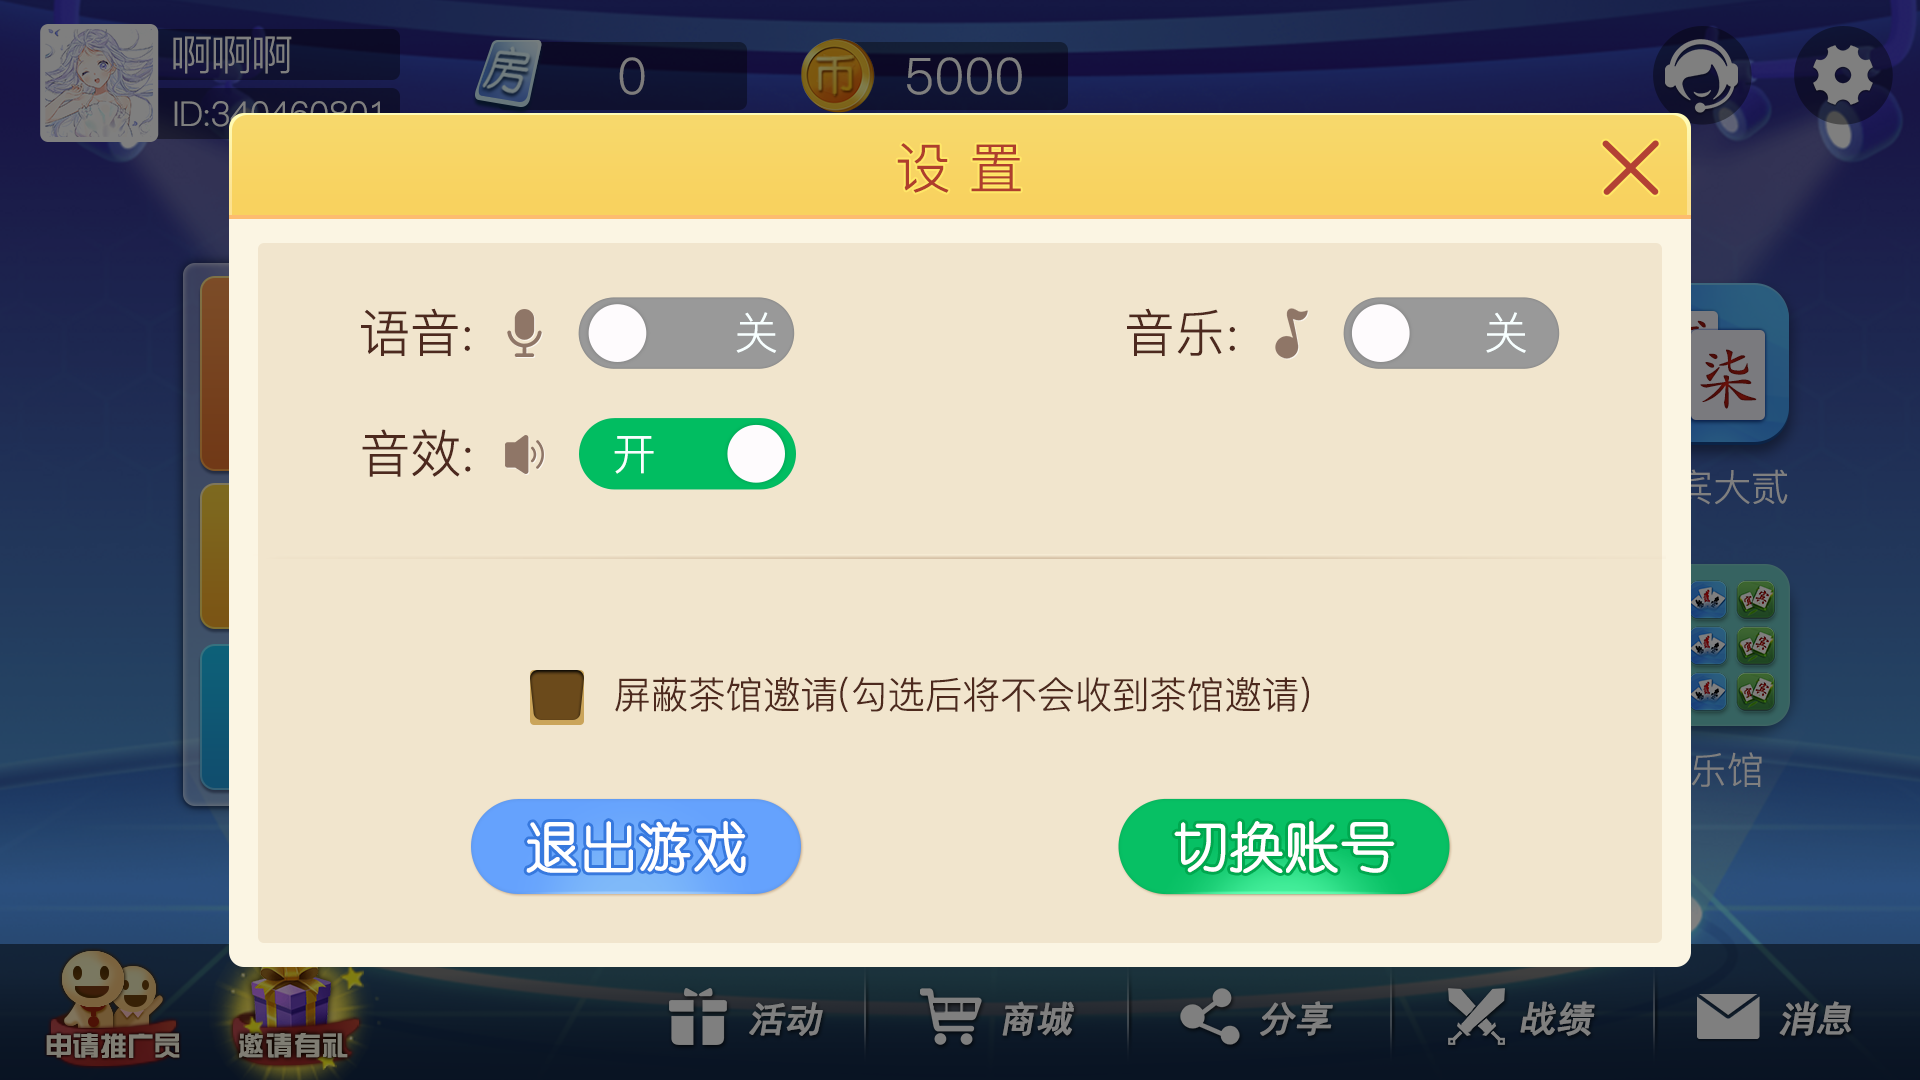 啊啊啊
ID:340460801
房 0
币 5000
设置
语音: 关
音乐: 关
音效: 开
柒
宾大贰
屏蔽茶馆邀请(勾选后将不会收到茶馆邀请)
乐馆
退出游戏
切换账号
申请推广员
邀请有礼
活动
商城
分享
战绩
消息